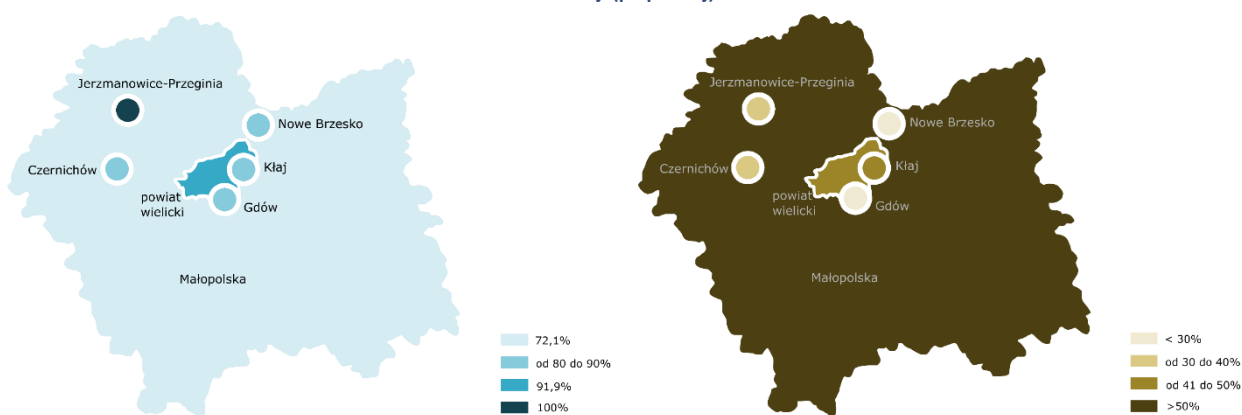 Jerzmanowice-Przeginia
Nowe Brzesko
Czernichów
Kłaj
powiat
wielicki
Gdów
Małopolska
72,1%
od 80 do 90%
91,9%
100%
Jerzmanowice-Przeginia
Nowe Brzesko
Czernichów
Kłaj
powiat
wielicki
Gdów
Małopolska
< 30%
od 30 do 40%
od 41 do 50%
>50%